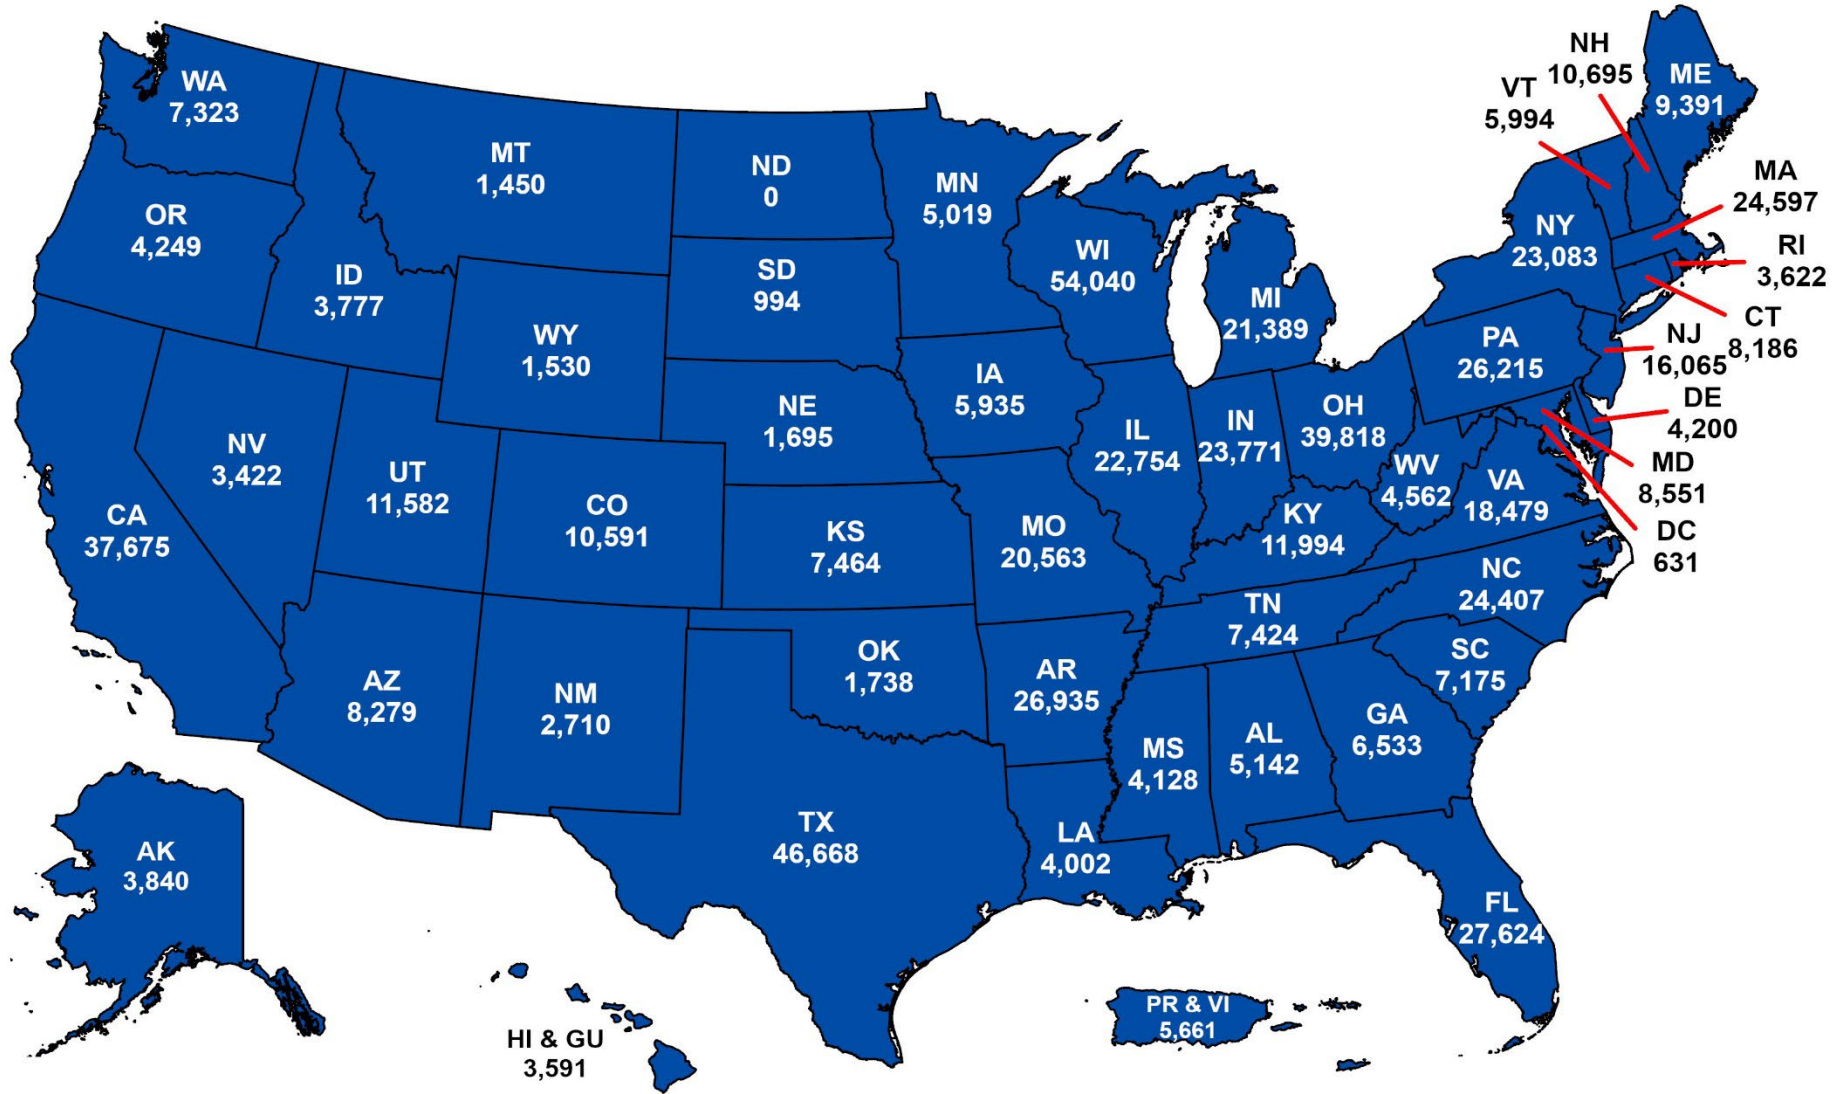 WA
7,323
OR
4,249
CA
37,675
ID
3,777
NV
3,422
MT
1,450
WY
1,530
UT
11,582
AZ
8,279
CO
10,591
NM
2,710
ND
0
SD
994
NE
1,695
KS
7,464
OK
1,738
TX
46,668
MN
5,019
IA
5,935
MO
20,563
AR
26,935
LA
4,002
WI
54,040
IL
22,754
MI
21,389
IN
23,771
OH
39,818
KY
11,994
TN
7,424
MS
4,128
AL
5,142
GA
6,533
FL
27,624
SC
7,175
NC
24,407
VA
18,479
WV
4,562
PA
26,215
NY
23,083
VT
5,994
NH
10,695
ME
9,391
MA
24,597
RI
3,622
CT
8,186
NJ
16,065
DE
4,200
MD
8,551
DC
631
AK
3,840
HI & GU
3,591
PR & VI
5,661